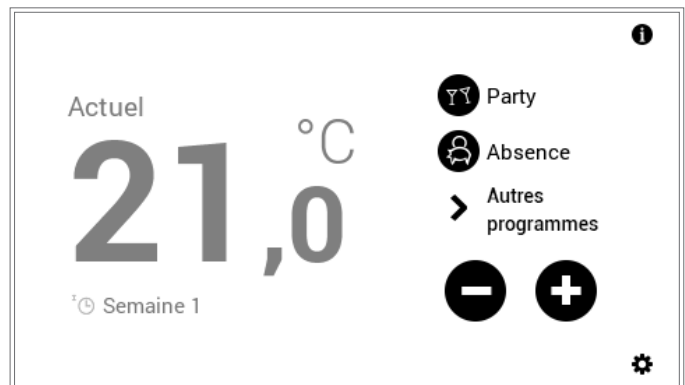 Actuel
21,0 °C
Semaine 1
Party
Absence
Autres
programmes